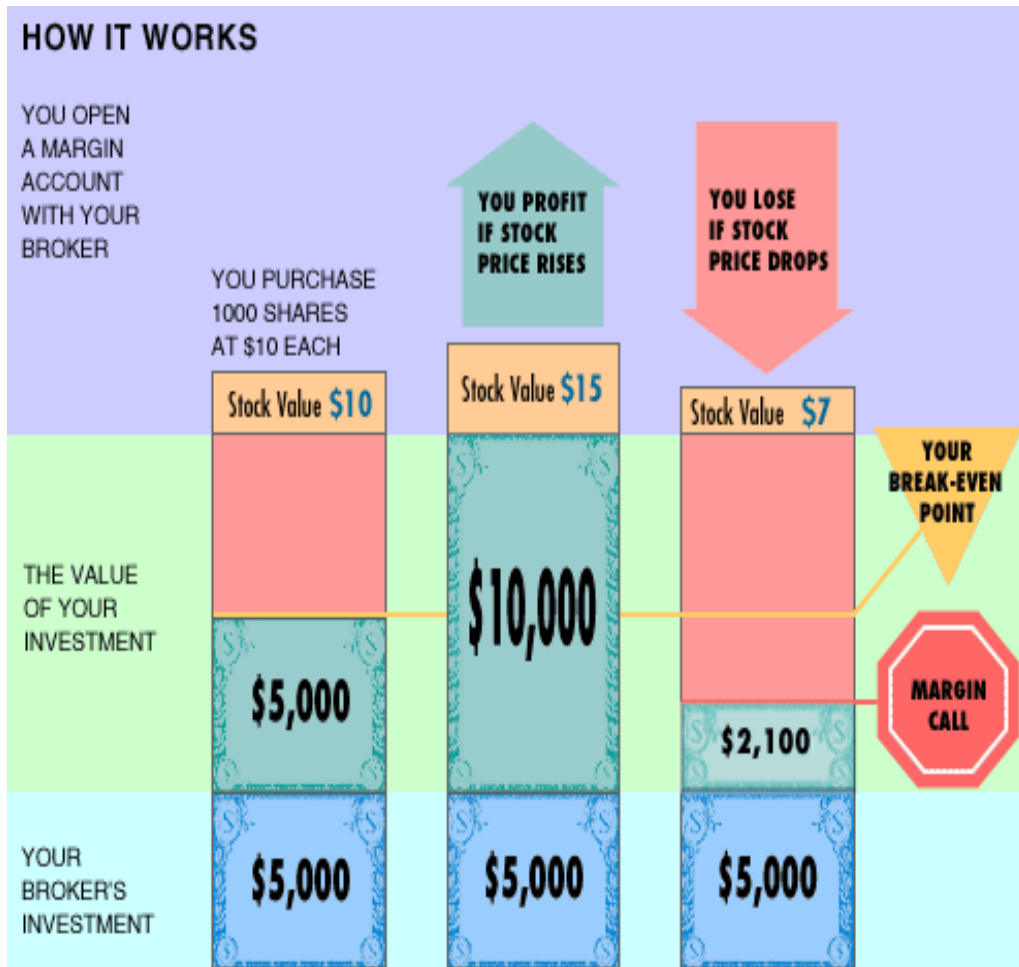 HOW IT WORKS
YOU OPEN
A MARGIN
ACCOUNT
WITH YOUR
BROKER
YOU PURCHASE
1000 SHARES
AT $10 EACH
YOU PROFIT
IF STOCK
PRICE RISES
YOU LOSE
IF STOCK
PRICE DROPS
Stock Value $10
Stock Value $15
Stock Value $7
YOUR
BREAK-EVEN
POINT
THE VALUE
OF YOUR
INVESTMENT
$5,000
$10,000
$2,100
MARGIN
CALL
YOUR
BROKER'S
INVESTMENT
$5,000
$5,000
$5,000